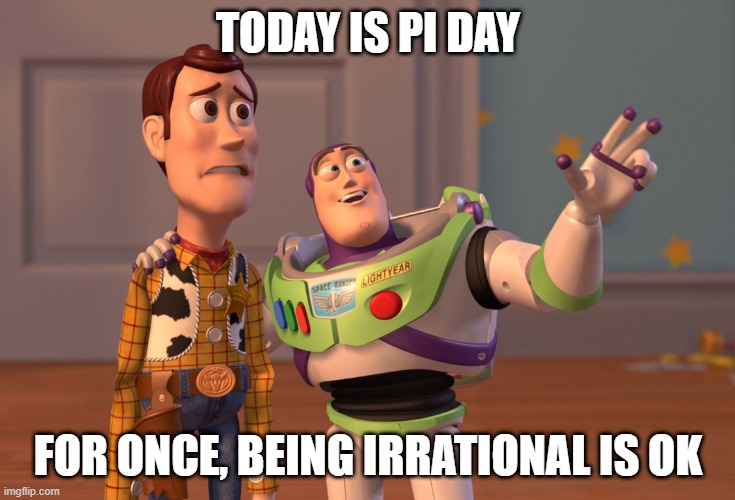 TODAY IS PI DAY
SPACE RANGER
LIGHTYEAR
FOR ONCE, BEING IRRATIONAL IS OK
imgflip.com